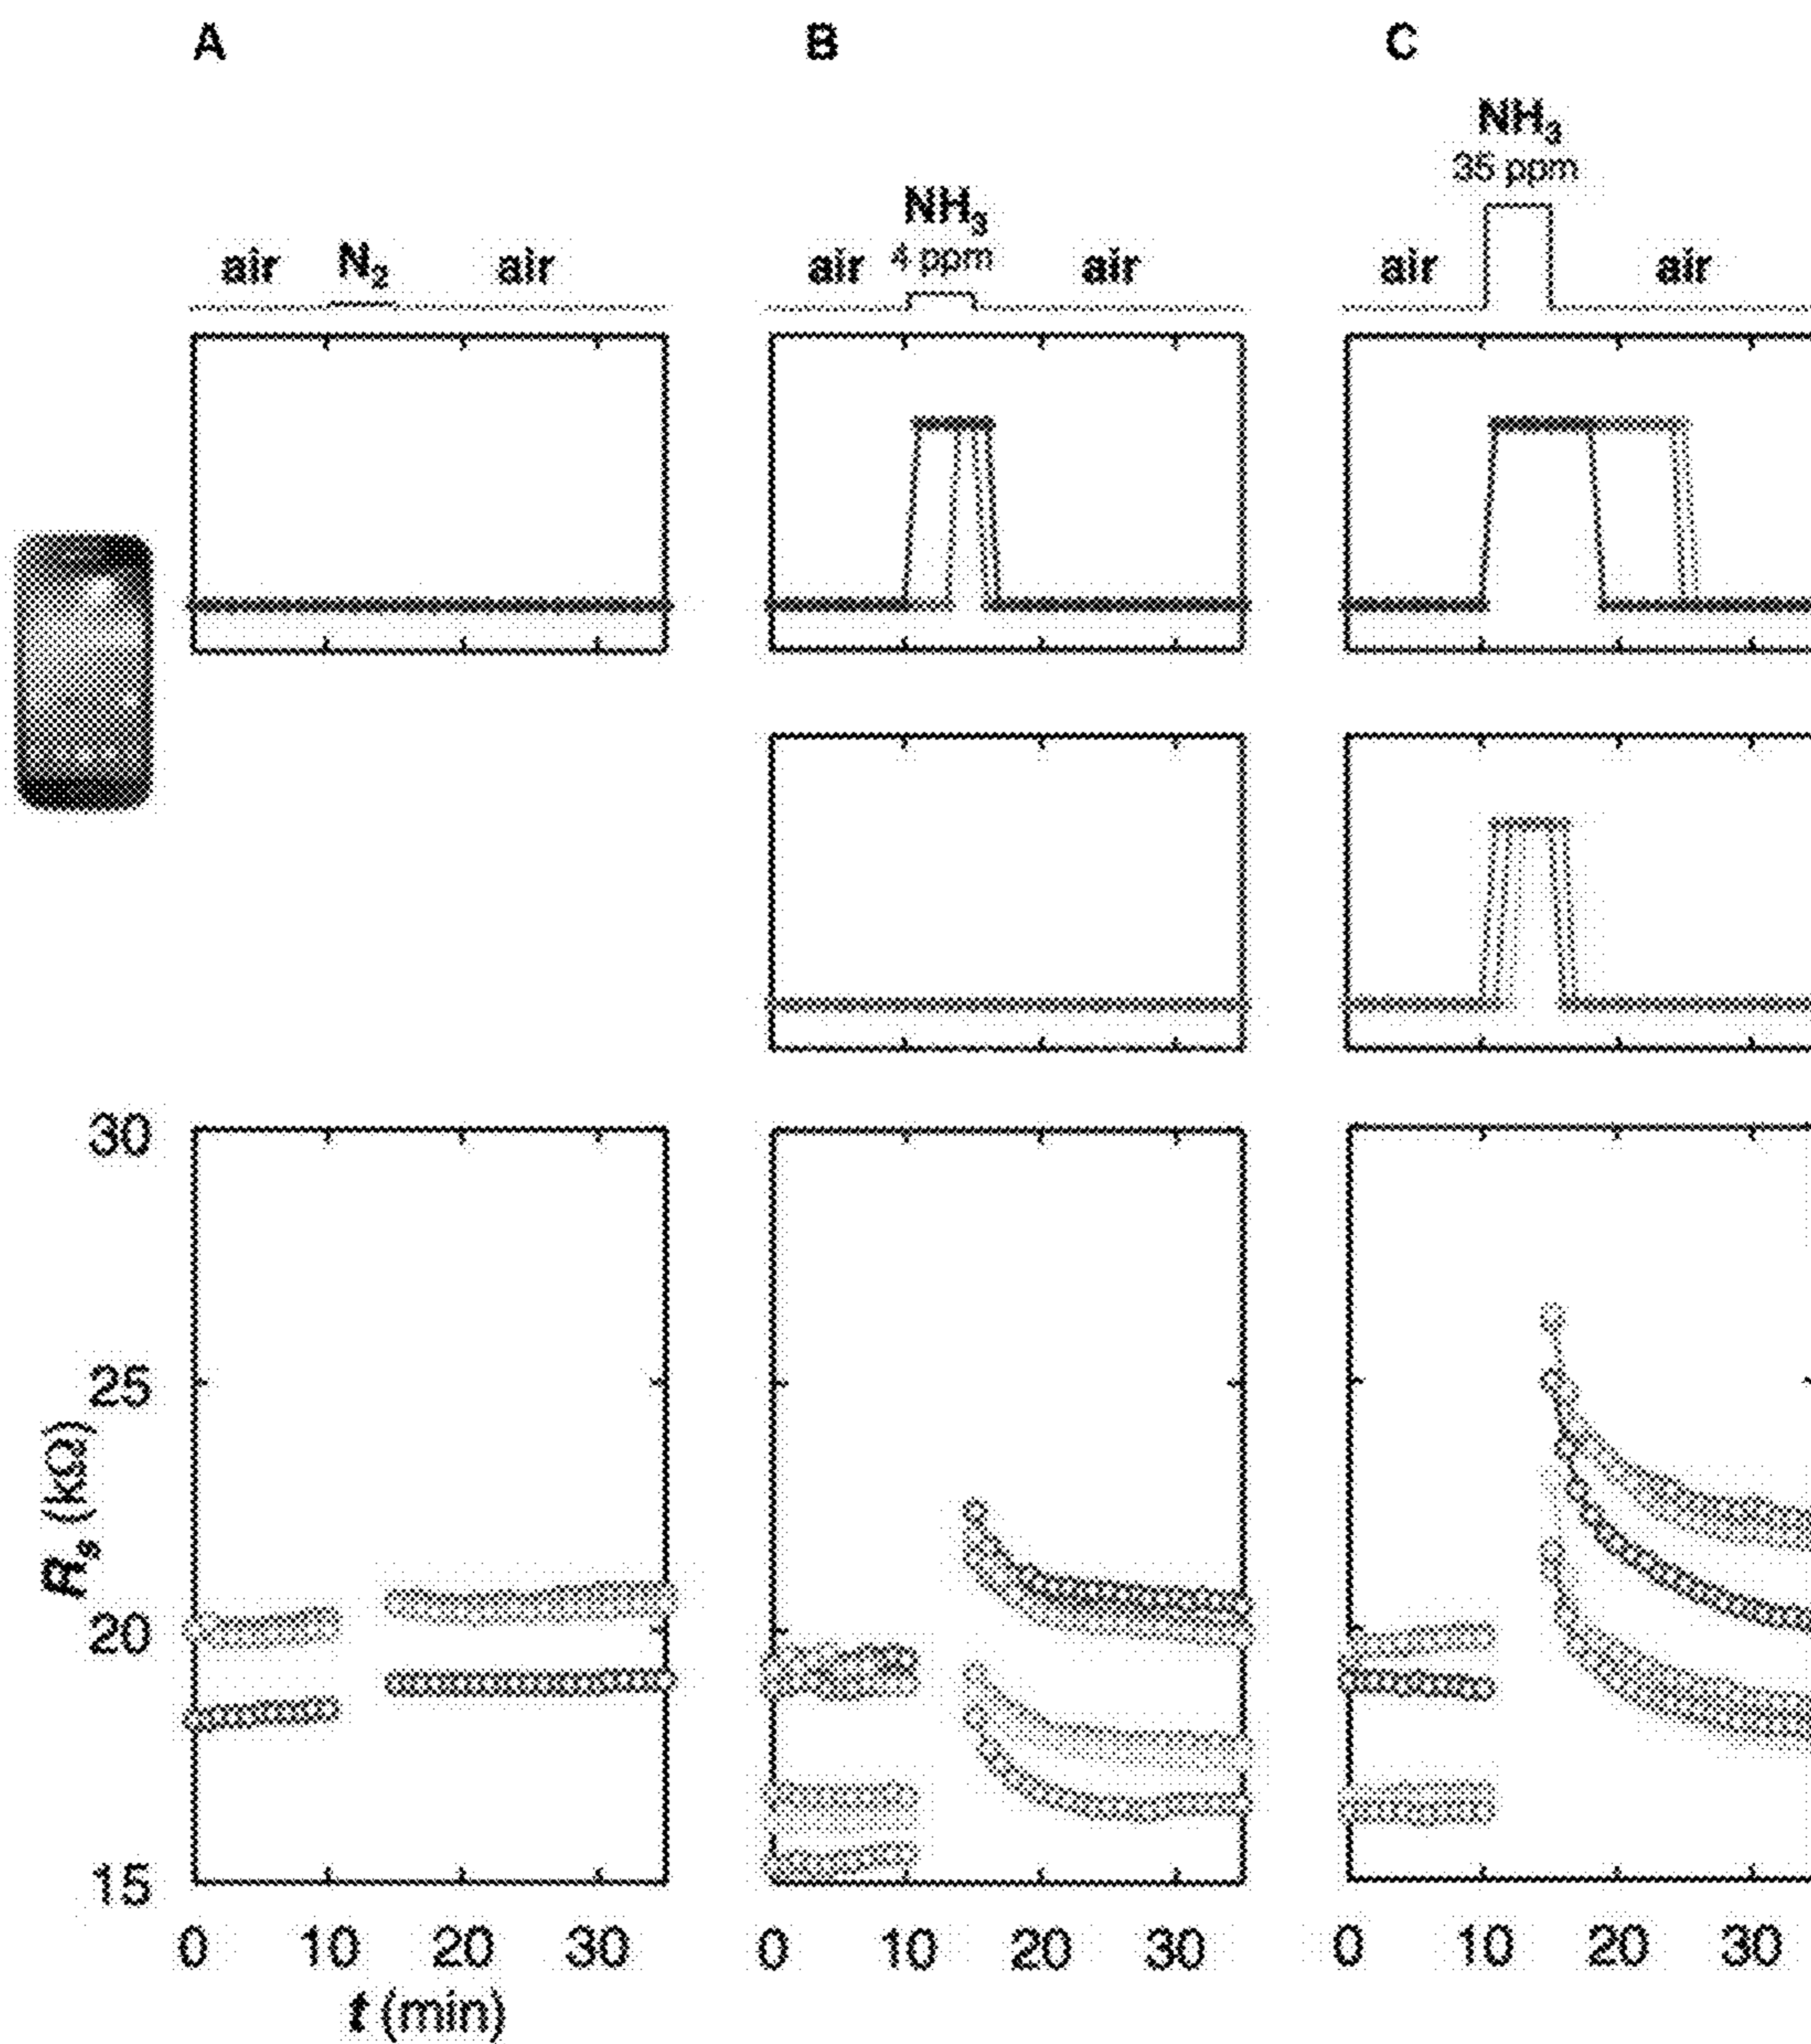 A B C
NH3
35 ppm
NH3
4 ppm
air N2 air air air air air
30
25
20
15
Rs (kΩ)
0 10 20 30 0 10 20 30 0 10 20 30
t (min)